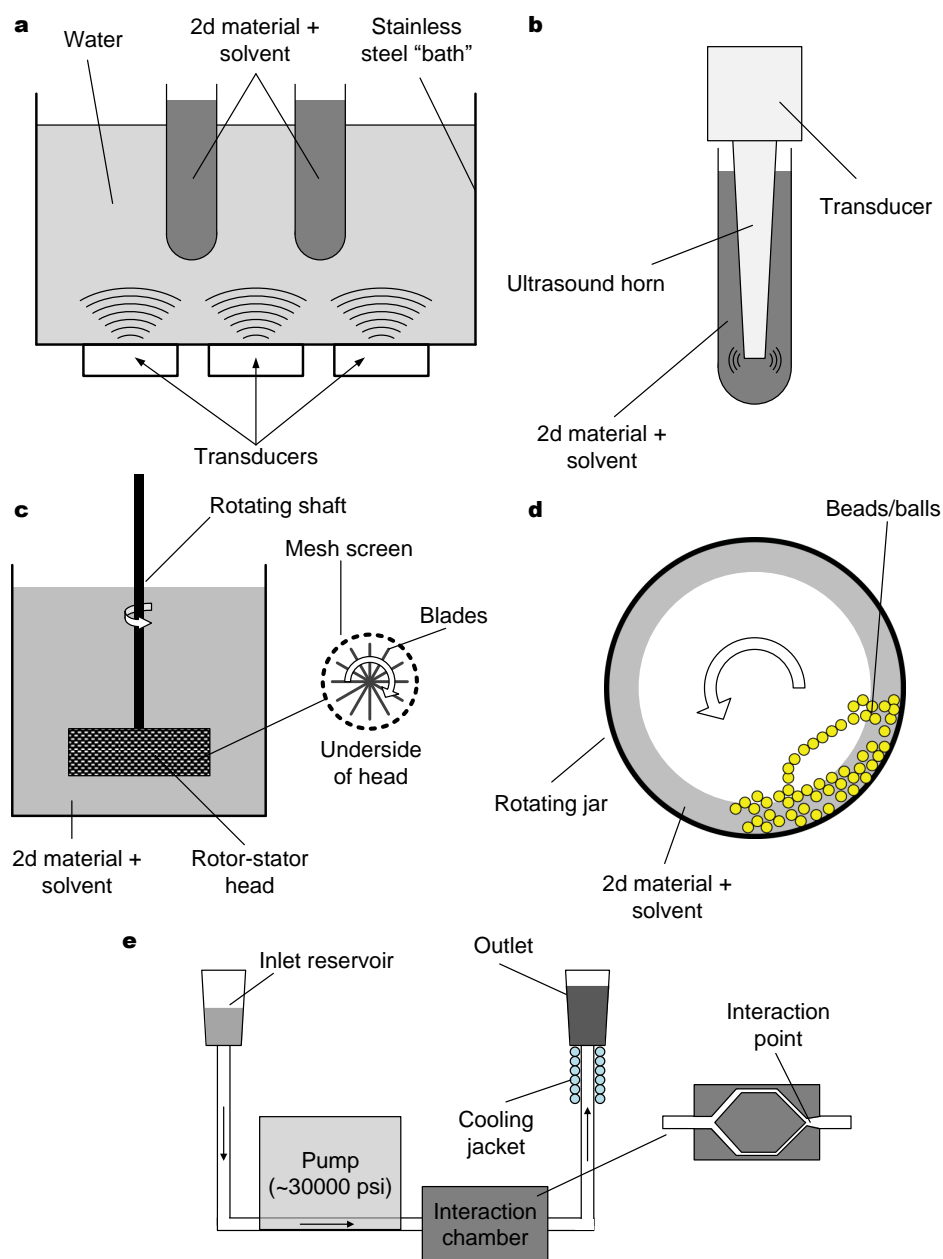 a
Water
2d material +
solvent
Stainless
steel “bath”
Transducers
b
Transducer
Ultrasound horn
2d material +
solvent
c
Rotating shaft
Mesh screen
Blades
Underside
of head
2d material +
solvent
Rotor-stator
head
d
Beads/balls
Rotating jar
2d material +
solvent
e
Inlet reservoir
Outlet
Interaction
point
Cooling
jacket
Pump
(~30000 psi)
Interaction
chamber